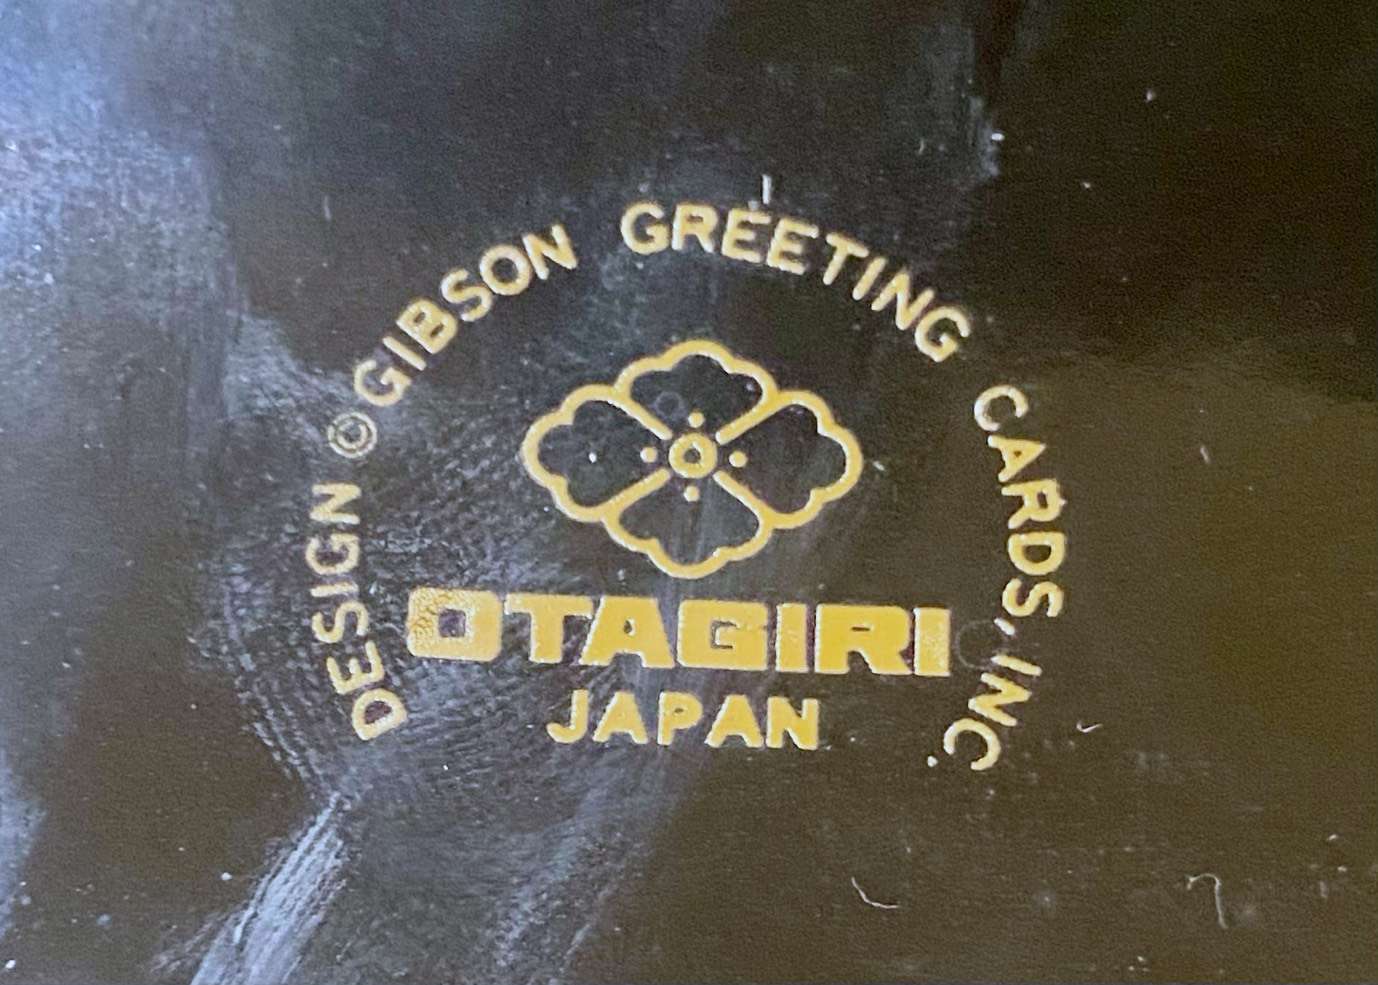 DESIGN © GIBSON GREETING CARDS, INC.
OTAGIRI
JAPAN